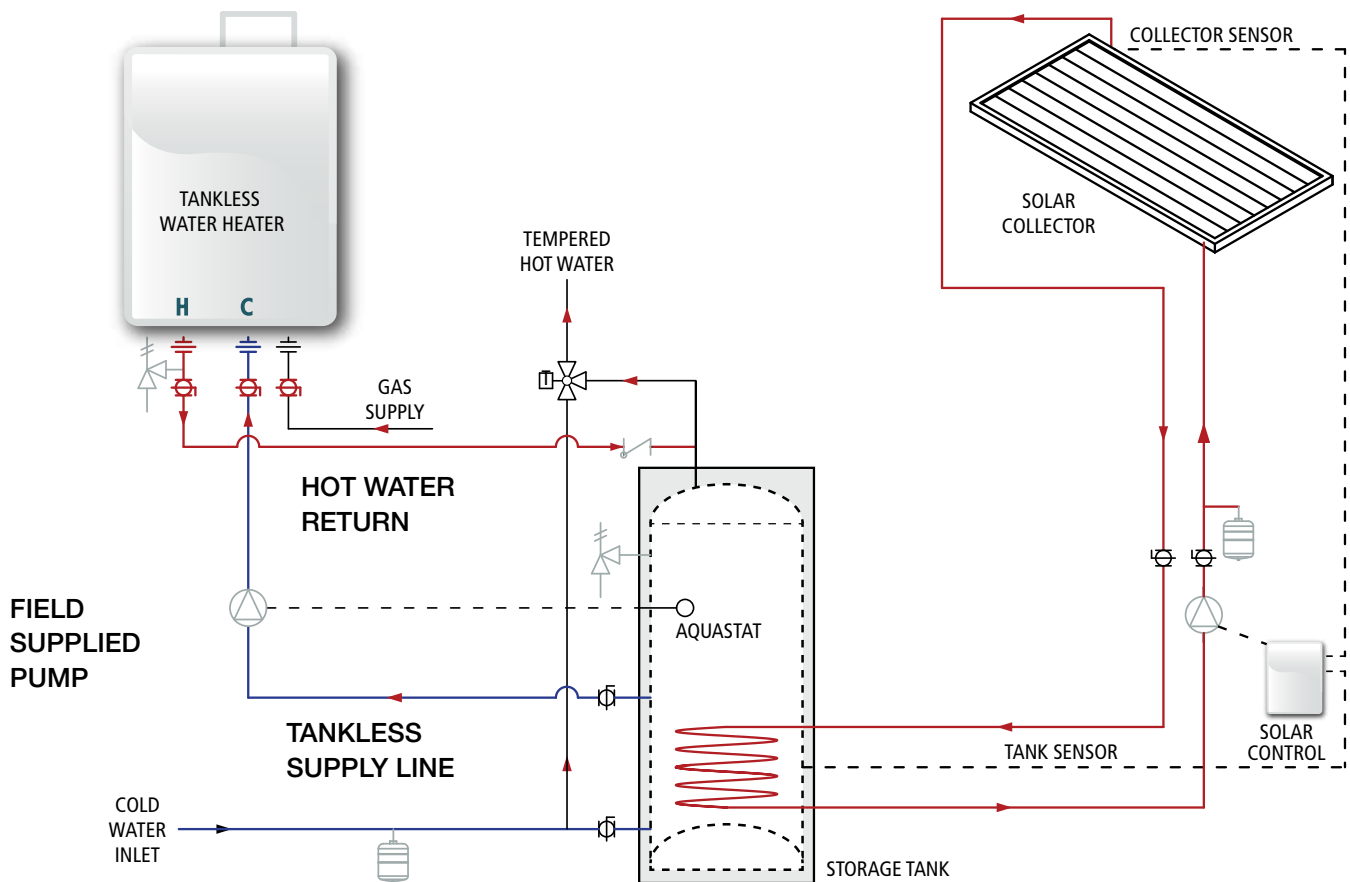 COLLECTOR SENSOR
TANKLESS
WATER HEATER
SOLAR
COLLECTOR
TEMPERED
HOT WATER
H C
GAS
SUPPLY
HOT WATER
RETURN
FIELD
SUPPLIED
PUMP
AQUASTAT
TANKLESS
SUPPLY LINE
TANK SENSOR
SOLAR
CONTROL
COLD
WATER
INLET
STORAGE TANK